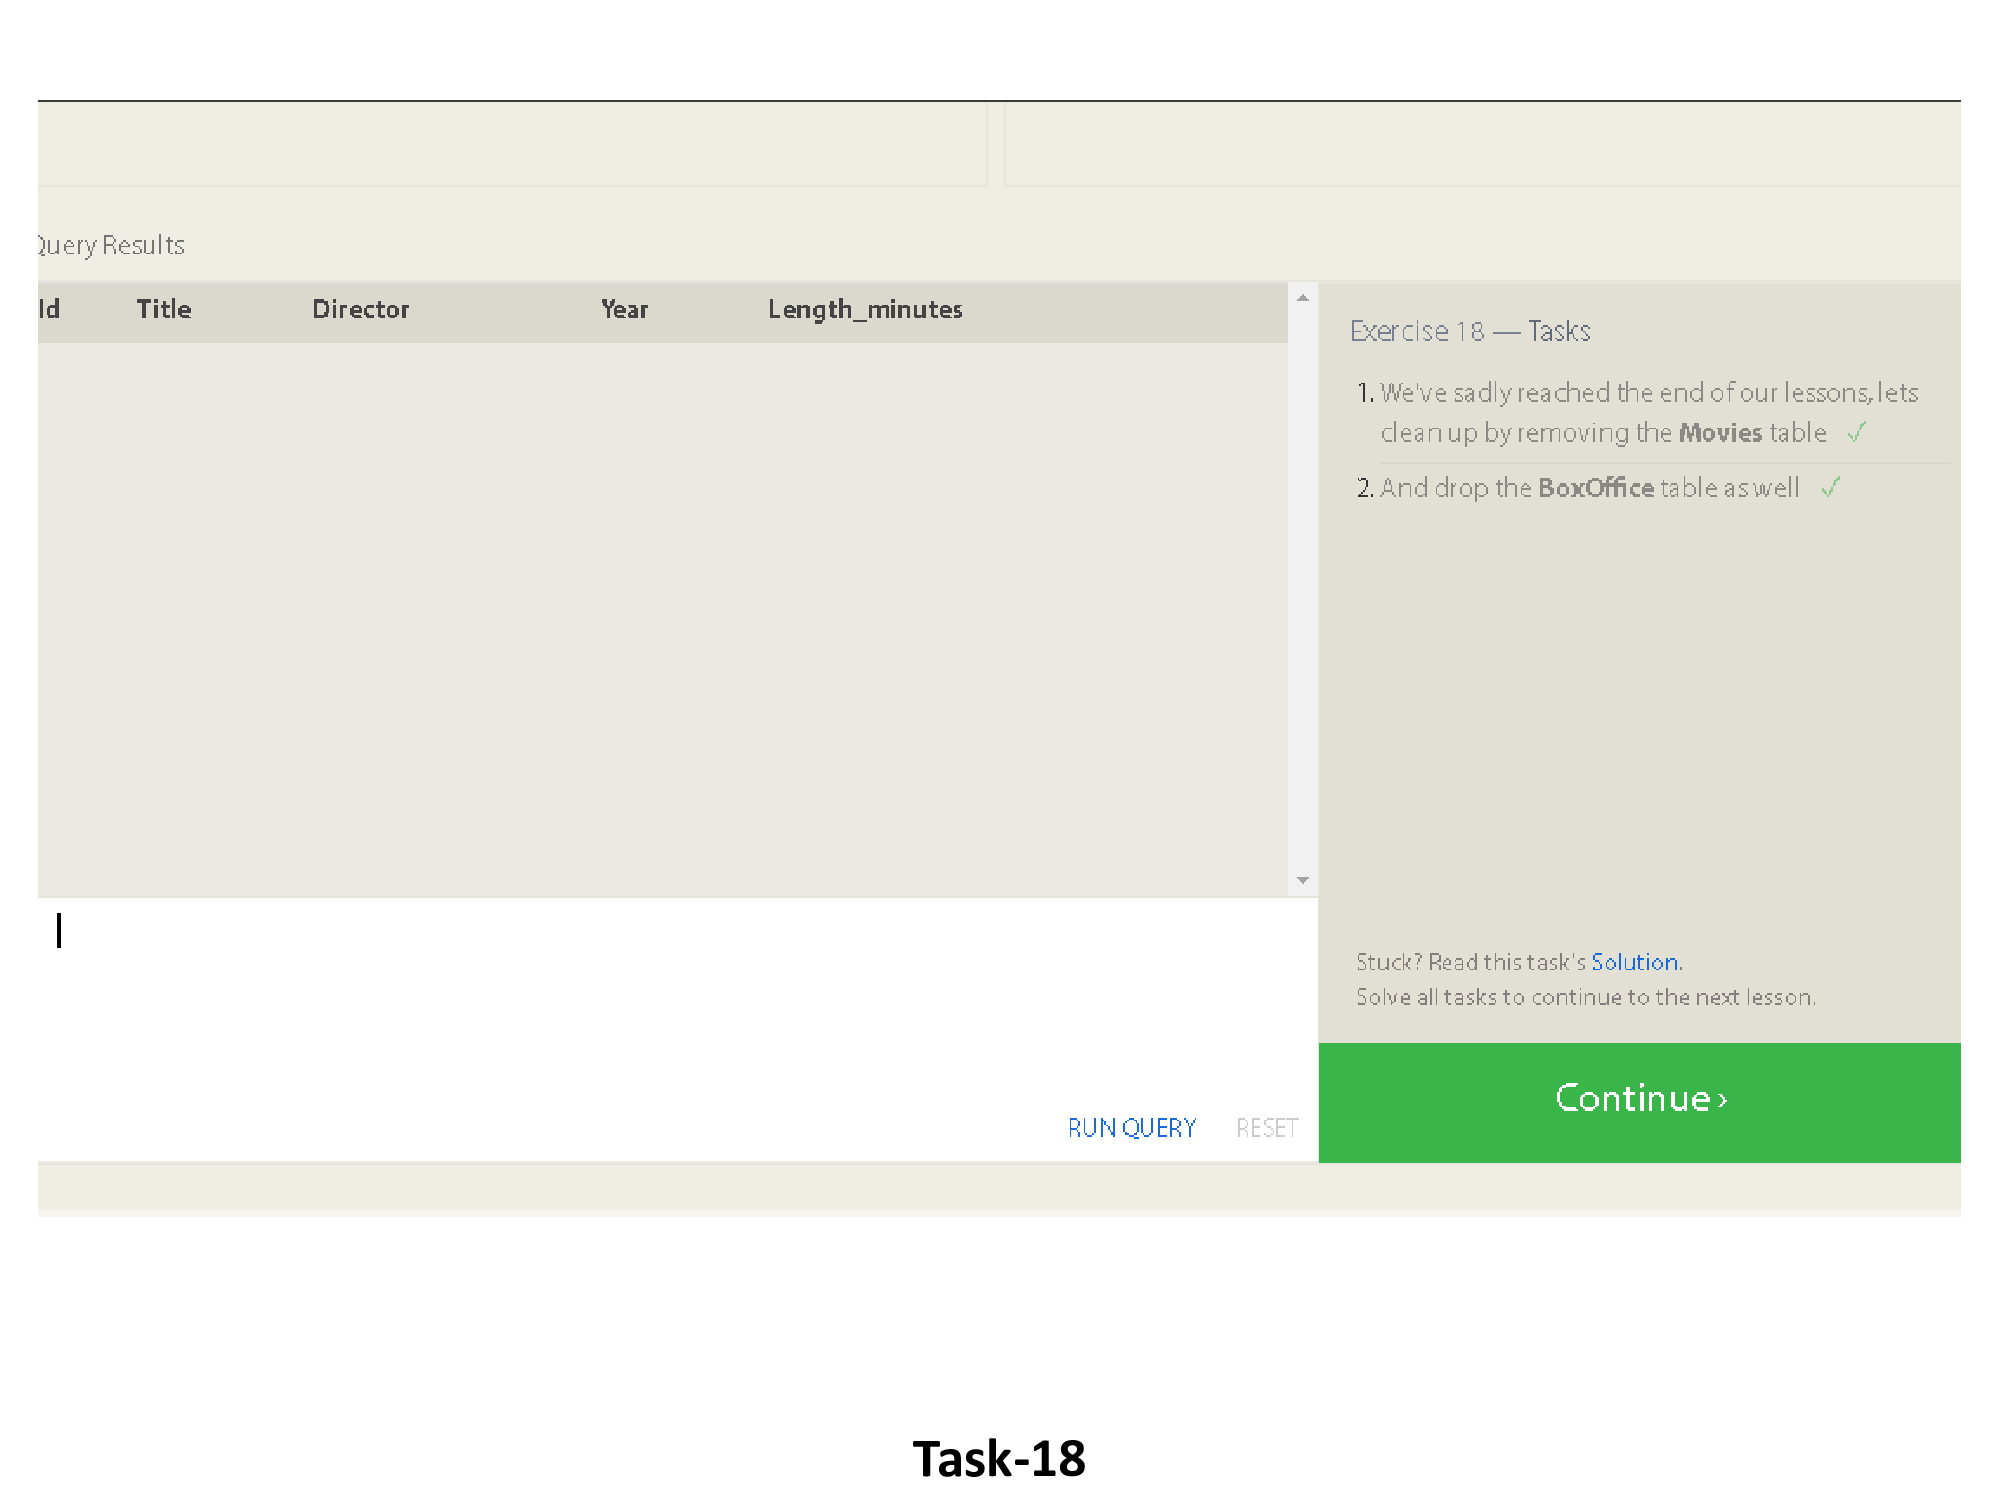 Query Results
Id Title Director Year Length_minutes
Exercise 18 — Tasks
1. We've sadly reached the end of our lessons, lets
clean up by removing the Movies table ✓
2. And drop the BoxOffice table as well ✓
Stuck? Read this task's Solution.
Solve all tasks to continue to the next lesson.
RUN QUERY RESET
Continue ›
Task-18